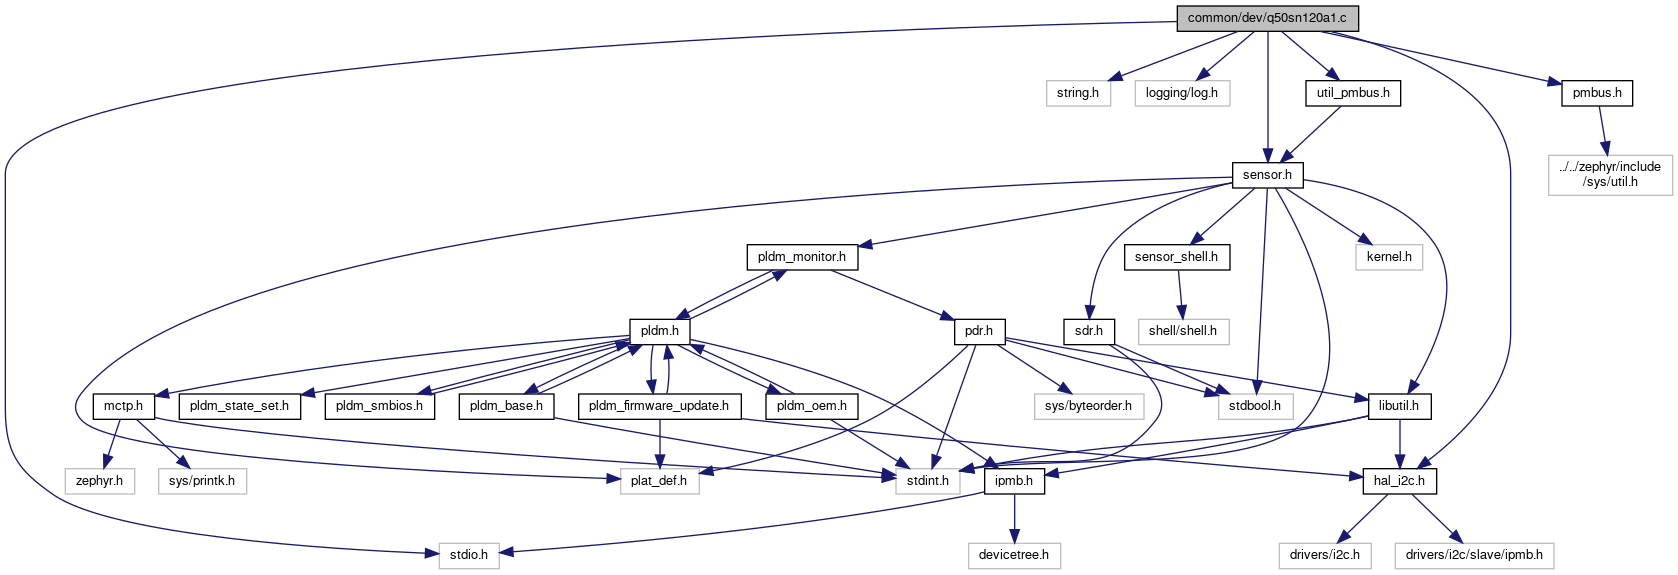 common/dev/q50sn120a1.c
string.h
logging/log.h
util_pmbus.h
pmbus.h
sensor.h
../../zephyr/include
/sys/util.h
pldm_monitor.h
sensor_shell.h
kernel.h
pldm.h
pdr.h
sdr.h
shell/shell.h
mctp.h
pldm_state_set.h
pldm_smbios.h
pldm_base.h
pldm_firmware_update.h
pldm_oem.h
sys/byteorder.h
stdbool.h
libutil.h
zephyr.h
sys/printk.h
plat_def.h
stdint.h
ipmb.h
hal_i2c.h
stdio.h
devicetree.h
drivers/i2c.h
drivers/i2c/slave/ipmb.h